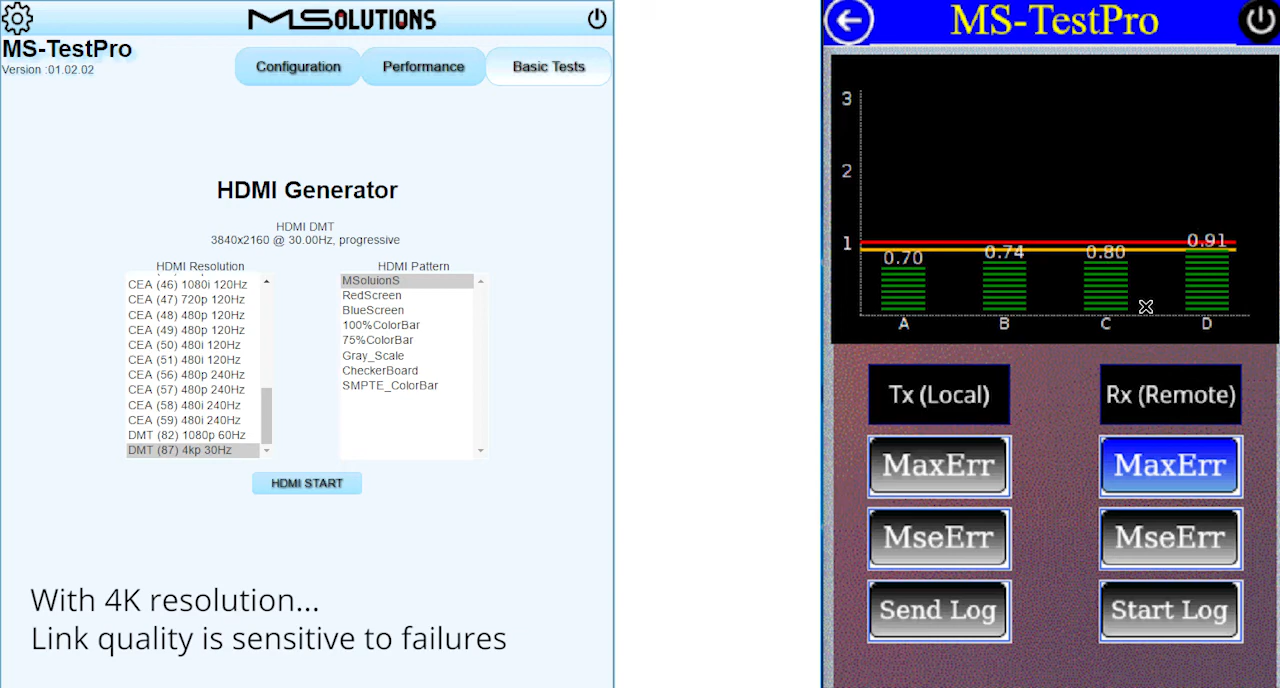 MSOLUTIONS
MS-TestPro
Version :01.02.02
Configuration
Performance
Basic Tests
HDMI Generator
HDMI DMT
3840x2160 @ 30.00Hz, progressive
HDMI Resolution
CEA (46) 1080i 120Hz
CEA (47) 720p 120Hz
CEA (48) 480p 120Hz
CEA (49) 480p 120Hz
CEA (50) 480i 120Hz
CEA (51) 480i 120Hz
CEA (56) 480p 240Hz
CEA (57) 480p 240Hz
CEA (58) 480i 240Hz
CEA (59) 480i 240Hz
DMT (82) 1080p 60Hz
DMT (87) 4kp 30Hz
HDMI Pattern
MSoluionS
RedScreen
BlueScreen
100%ColorBar
75%ColorBar
Gray_Scale
CheckerBoard
SMPTE_ColorBar
HDMI START
With 4K resolution...
Link quality is sensitive to failures
MS-TestPro
3
2
1
0.70
0.74
0.80
0.91
A
B
C
D
Tx (Local)
Rx (Remote)
MaxErr
MaxErr
MseErr
MseErr
Send Log
Start Log